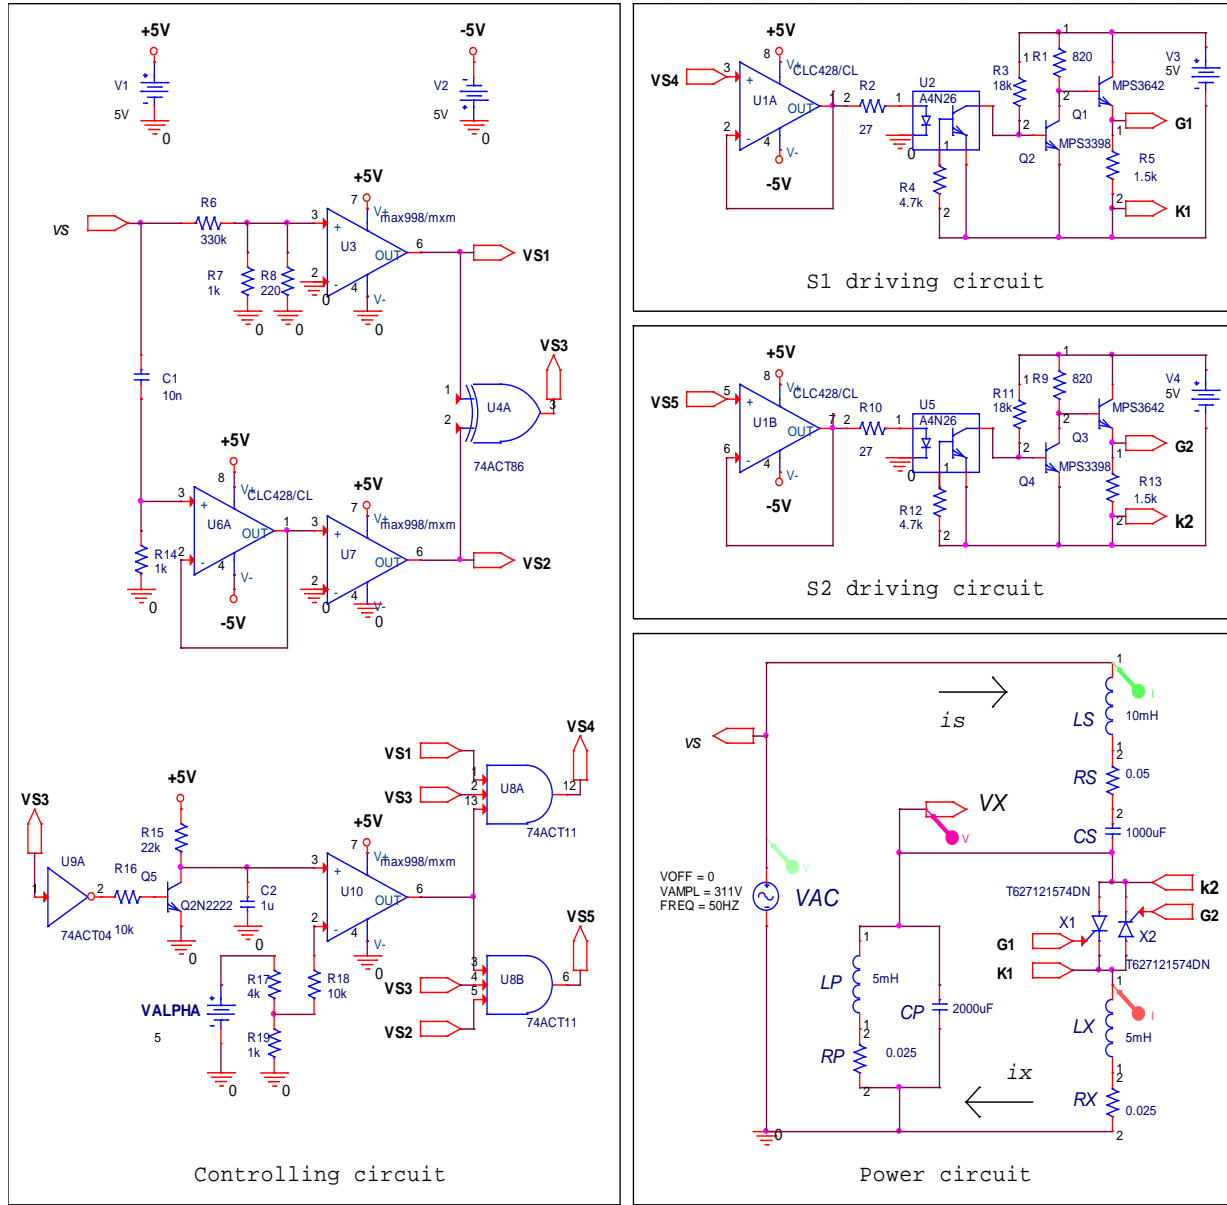 +5V
V1
+
-
5V
0
-5V
V2
+
-
5V
0
vs
R6
330k
R7
1k
0
R8
220
0
+5V
7
V+
max998/mxm
3
+
U3
OUT
6
2
-
0
4
V-
0
VS1
C1
10n
VS3
1
2
U4A
3
74ACT86
+5V
8
V+
CLC428/CL
3
+
U6A
OUT
1
2
-
4
V-
-5V
R14
1k
0
+5V
7
V+
max998/mxm
3
+
U7
OUT
6
2
-
0
4
V-
0
VS2
VS3
U9A
1
2
74ACT04
R16
10k
+5V
R15
22k
Q5
Q2N2222
0
C2
1u
0
+5V
7
V+
max998/mxm
3
+
U10
OUT
6
2
-
4
V-
0
R17
4k
R18
10k
VALPHA
+
-
5
0
R19
1k
0
VS1
VS3
1
2
13
U8A
12
74ACT11
VS4
VS3
VS2
3
4
5
U8B
6
74ACT11
VS5
Controlling circuit
+5V
8
V+
CLC428/CL
VS4
3
+
U1A
OUT
1
2
-
4
V-
-5V
2
R2
1
27
U2
A4N26
0
1
R4
4.7k
2
1
R3
18k
2
1
R1
820
2
Q1
MPS3642
Q2
MPS3398
G1
1
R5
1.5k
2
K1
V3
5V
+
-
S1 driving circuit
+5V
8
V+
CLC428/CL
VS5
5
+
U1B
OUT
7
6
-
4
V-
-5V
2
R10
1
27
U5
A4N26
0
1
R12
4.7k
2
1
R11
18k
2
1
R9
820
2
Q3
MPS3642
Q4
MPS3398
G2
1
R13
1.5k
2
k2
V4
5V
+
-
S2 driving circuit
is
1
I
LS
10mH
2
RS
0.05
2
CS
1000uF
vs
VX
V
V
VOFF = 0
VAMPL = 311V
FREQ = 50HZ
VAC
T627121574DN
k2
G2
X1
X2
G1
K1
T627121574DN
1
LP
5mH
1
2
RP
0.025
2
CP
2000uF
1
I
LX
5mH
1
2
RX
0.025
2
ix
0
Power circuit